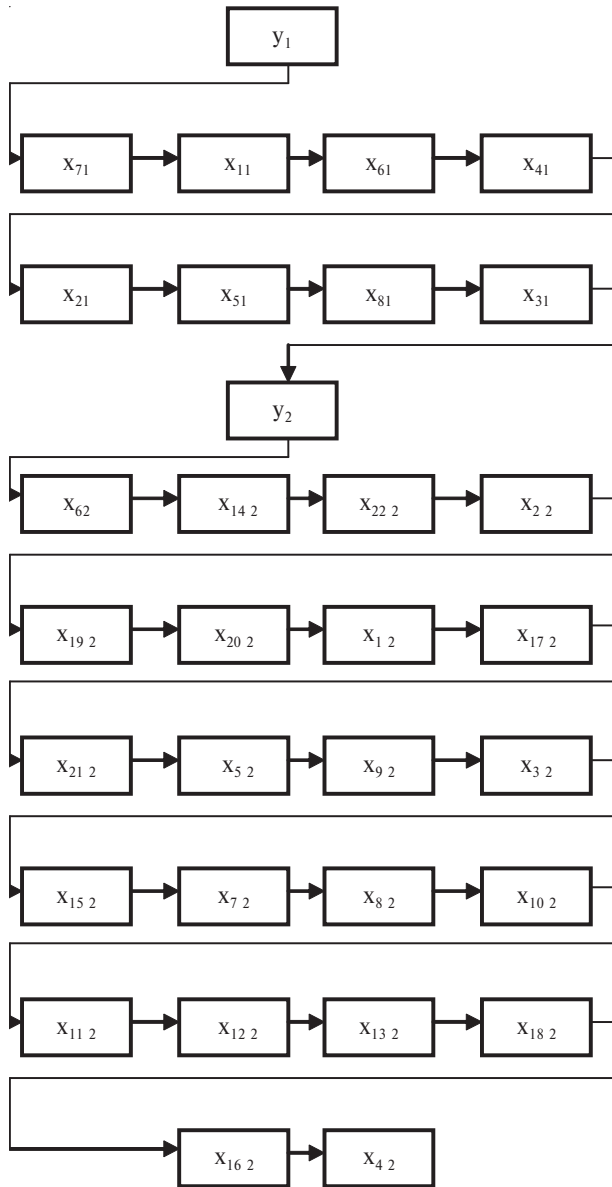 y₁
x₇₁ x₁₁ x₆₁ x₄₁
x₂₁ x₅₁ x₈₁ x₃₁
y₂
x₆₂ x₁₄ ₂ x₂₂ ₂ x₂ ₂
x₁₉ ₂ x₂₀ ₂ x₁ ₂ x₁₇ ₂
x₂₁ ₂ x₅ ₂ x₉ ₂ x₃ ₂
x₁₅ ₂ x₇ ₂ x₈ ₂ x₁₀ ₂
x₁₁ ₂ x₁₂ ₂ x₁₃ ₂ x₁₈ ₂
x₁₆ ₂ x₄ ₂